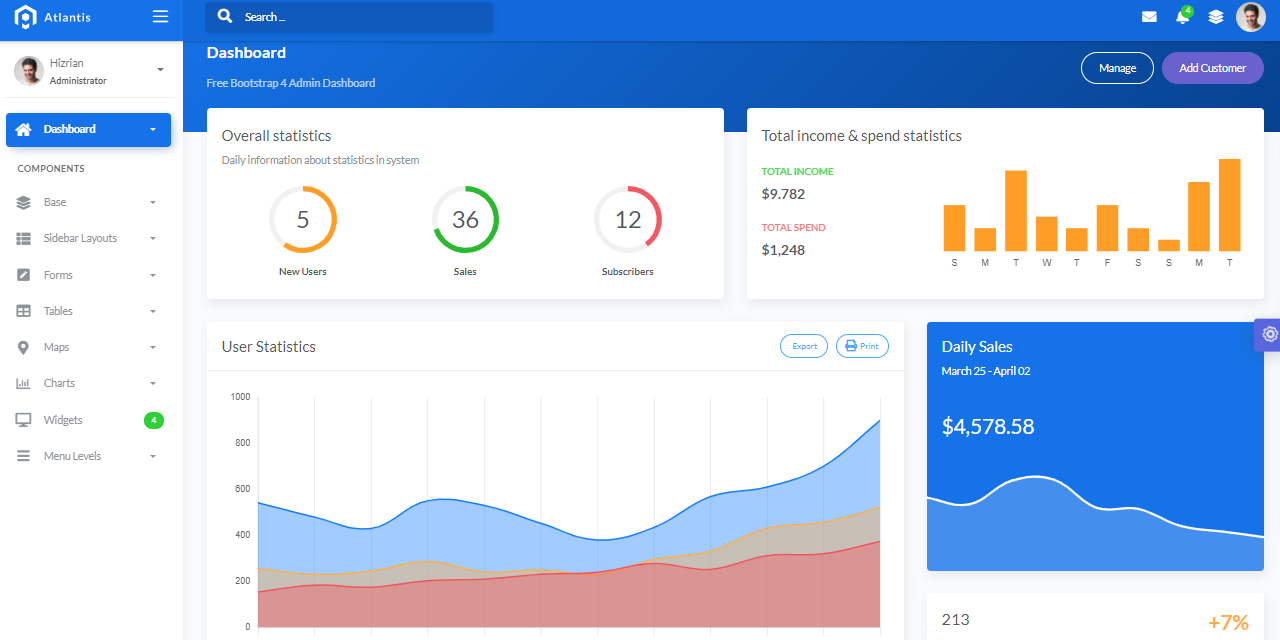 Atlantis
Search ...
4
Hizrian
Administrator
Dashboard
COMPONENTS
Base
Sidebar Layouts
Forms
Tables
Maps
Charts
Widgets
4
Menu Levels
Dashboard
Free Bootstrap 4 Admin Dashboard
Manage
Add Customer
Overall statistics
Daily information about statistics in system
5
36
12
New Users
Sales
Subscribers
Total income & spend statistics
TOTAL INCOME
$9.782
TOTAL SPEND
$1,248
S M T W T F S S M T
User Statistics
Export
Print
1000
800
600
400
200
0
Daily Sales
March 25 - April 02
$4,578.58
213
+7%